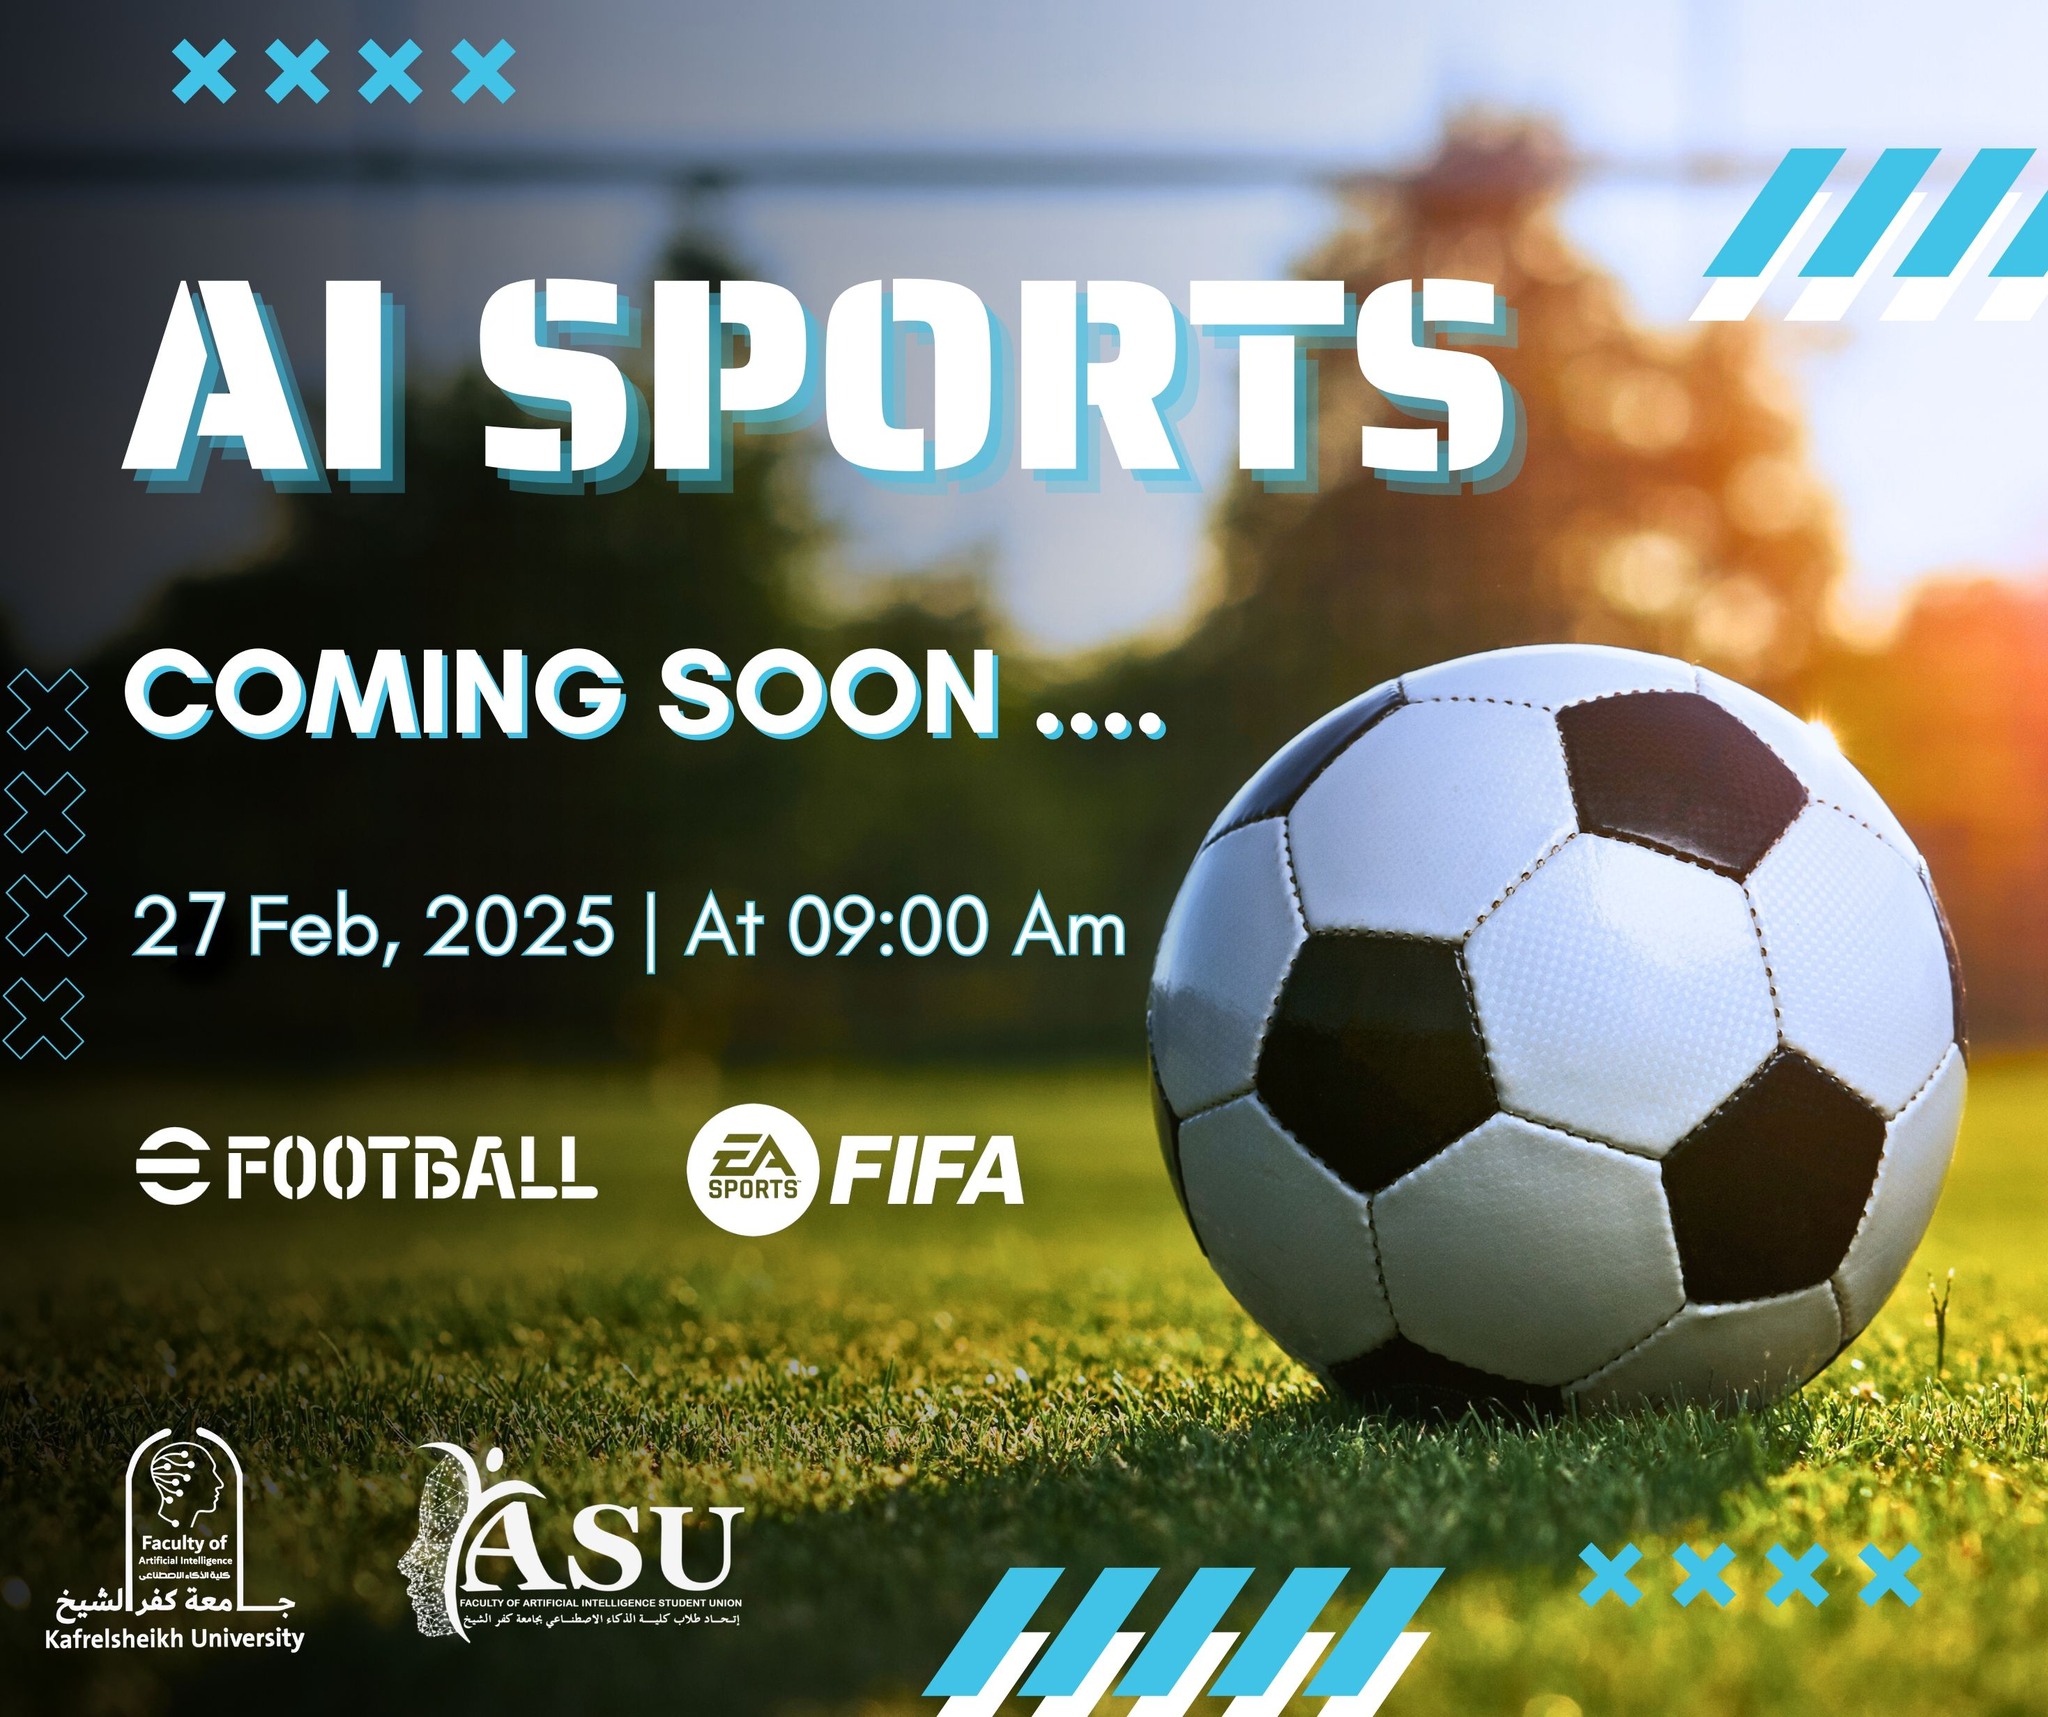 AI SPORTS
COMING SOON ....
27 Feb, 2025 | At 09:00 Am
FOOTBALL
EA SPORTS FIFA
Faculty of
Artificial Intelligence
كلية الذكاء الاصطناعى
جامعة كفر الشيخ
Kafrelsheikh University
ASU
FACULTY OF ARTIFICIAL INTELLIGENCE STUDENT UNION
إتحاد طلاب كلية الذكاء الاصطناعي بجامعة كفر الشيخ